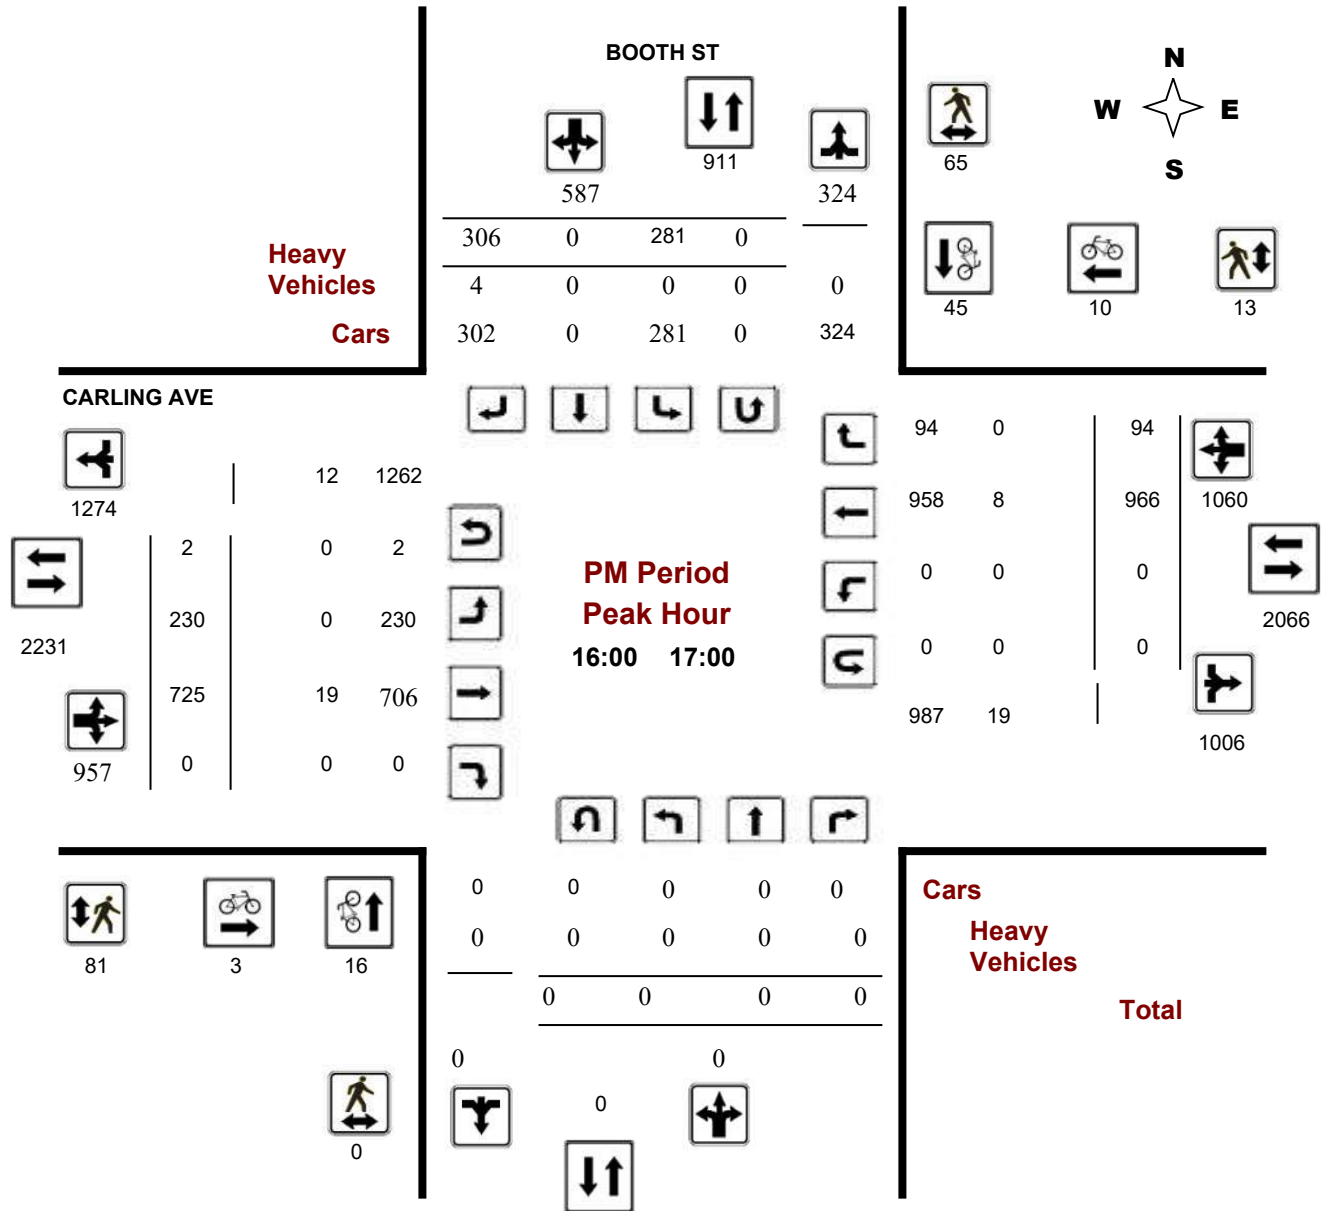 BOOTH ST
N
W E
S
911
65
587 324
306 0 281 0
Heavy
Vehicles
4 0 0 0 0
45 10 13
Cars
302 0 281 0 324
CARLING AVE
94 0 94
12 1262
1274
958 8 966 1060
2 0 2
PM Period
0 0 0
Peak Hour
230 0 230
2231
16:00 17:00
0 0 0
2066
725 19 706
987 19
1006
957 0 0 0
0 0 0 0 0
Cars
0 0 0 0 0
Heavy
Vehicles
81 3 16
0 0 0 0
Total
0 0
0
0